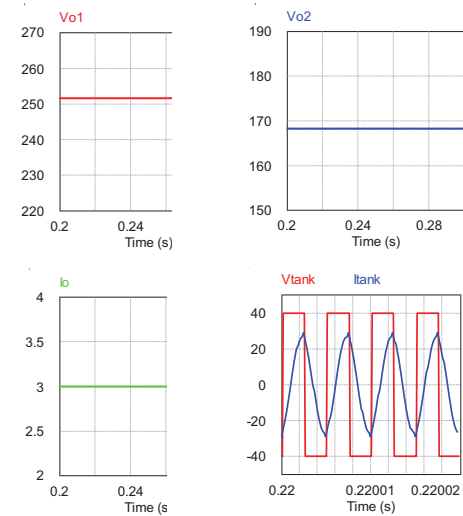 Vo1
270
260
250
240
230
220
0.2 0.24
Time (s)
Vo2
190
180
170
160
150
0.2 0.24 0.28
Time (s)
Io
4
3.5
3
2.5
2
0.2 0.24
Time (s
Vtank Itank
40
20
0
-20
-40
0.22 0.22001 0.22002
Time (s)